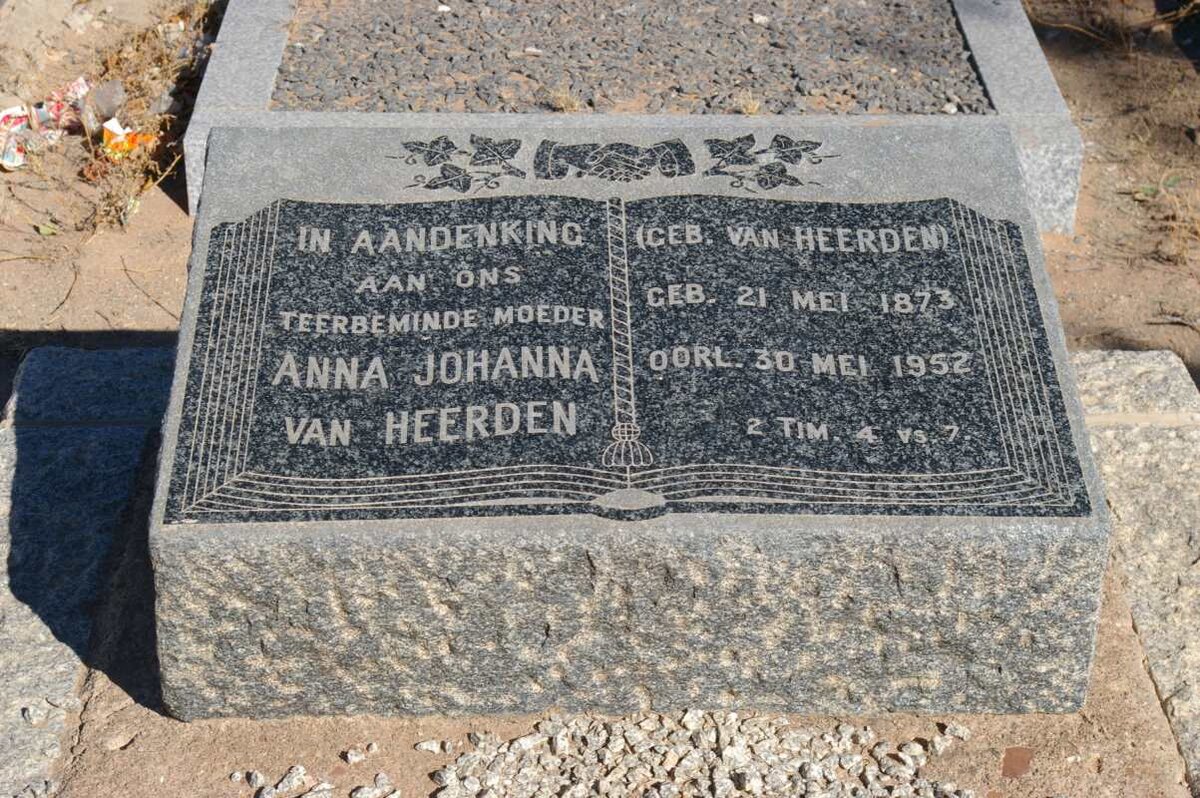 IN AANDENKING
AAN ONS
TEERBEMINDE MOEDER
ANNA JOHANNA
VAN HEERDEN
(GEB. VAN HEERDEN)
GEB. 21 MEI 1873
OORL. 30 MEI 1952
2 TIM. 4 VS. 7.